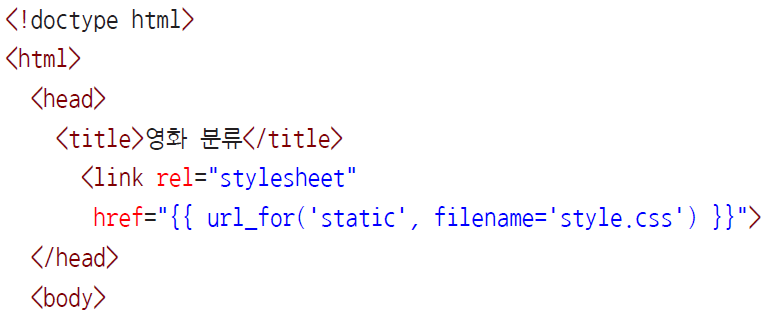 <!doctype html>
<html>
<head>
<title>영화 분류</title>
<link rel="stylesheet"
href="{{ url_for('static', filename='style.css') }}">
</head>
<body>